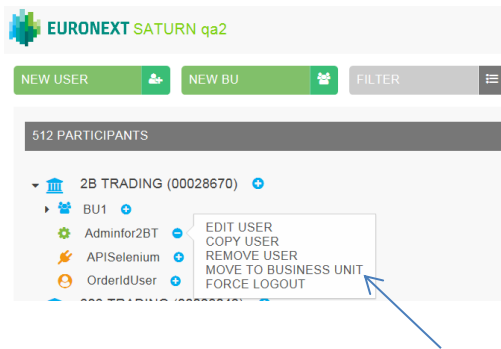 EURONEXT SATURN qa2
NEW USER NEW BU FILTER
512 PARTICIPANTS
2B TRADING (00028670)
BU1
Adminfor2BT
APISelenium
OrderIdUser
EDIT USER
COPY USER
REMOVE USER
MOVE TO BUSINESS UNIT
FORCE LOGOUT